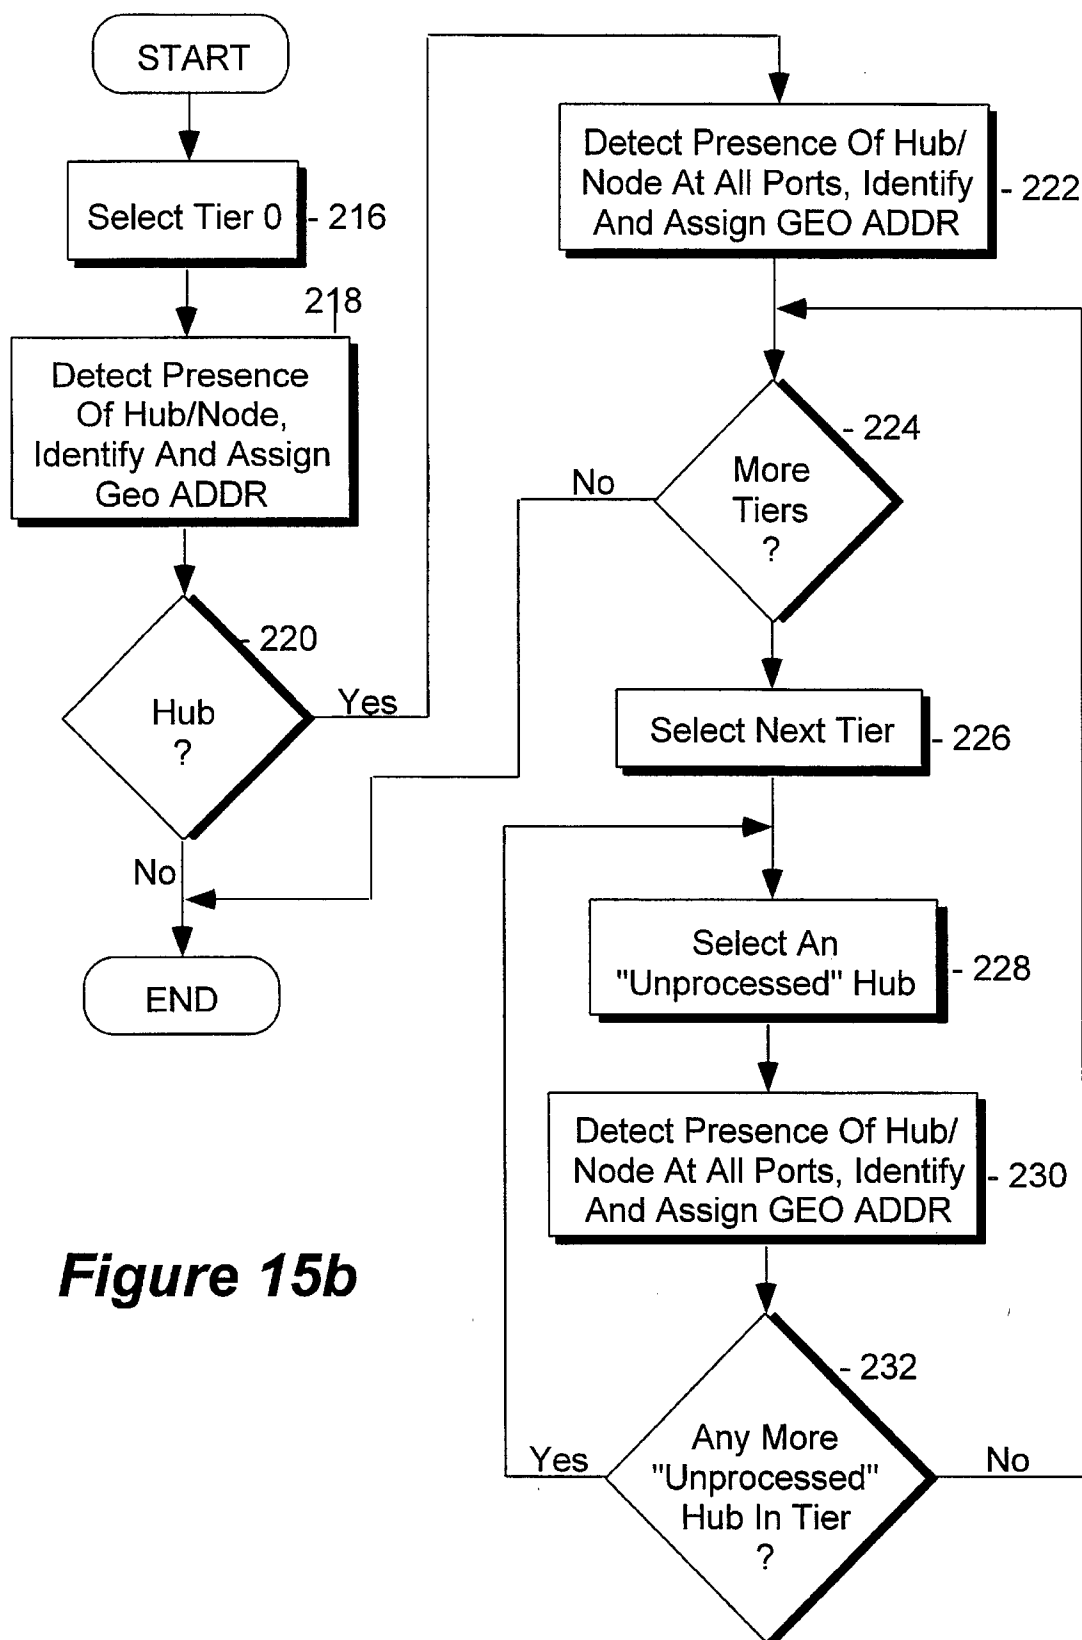 START
Select Tier 0
- 216
218
Detect Presence
Of Hub/Node,
Identify And Assign
Geo ADDR
- 220
Hub
?
Yes
No
END
Detect Presence Of Hub/
Node At All Ports, Identify
And Assign GEO ADDR
- 222
- 224
More
Tiers
?
No
Select Next Tier
- 226
Select An
"Unprocessed" Hub
- 228
Detect Presence Of Hub/
Node At All Ports, Identify
And Assign GEO ADDR
- 230
- 232
Any More
"Unprocessed"
Hub In Tier
?
Yes
No
Figure 15b